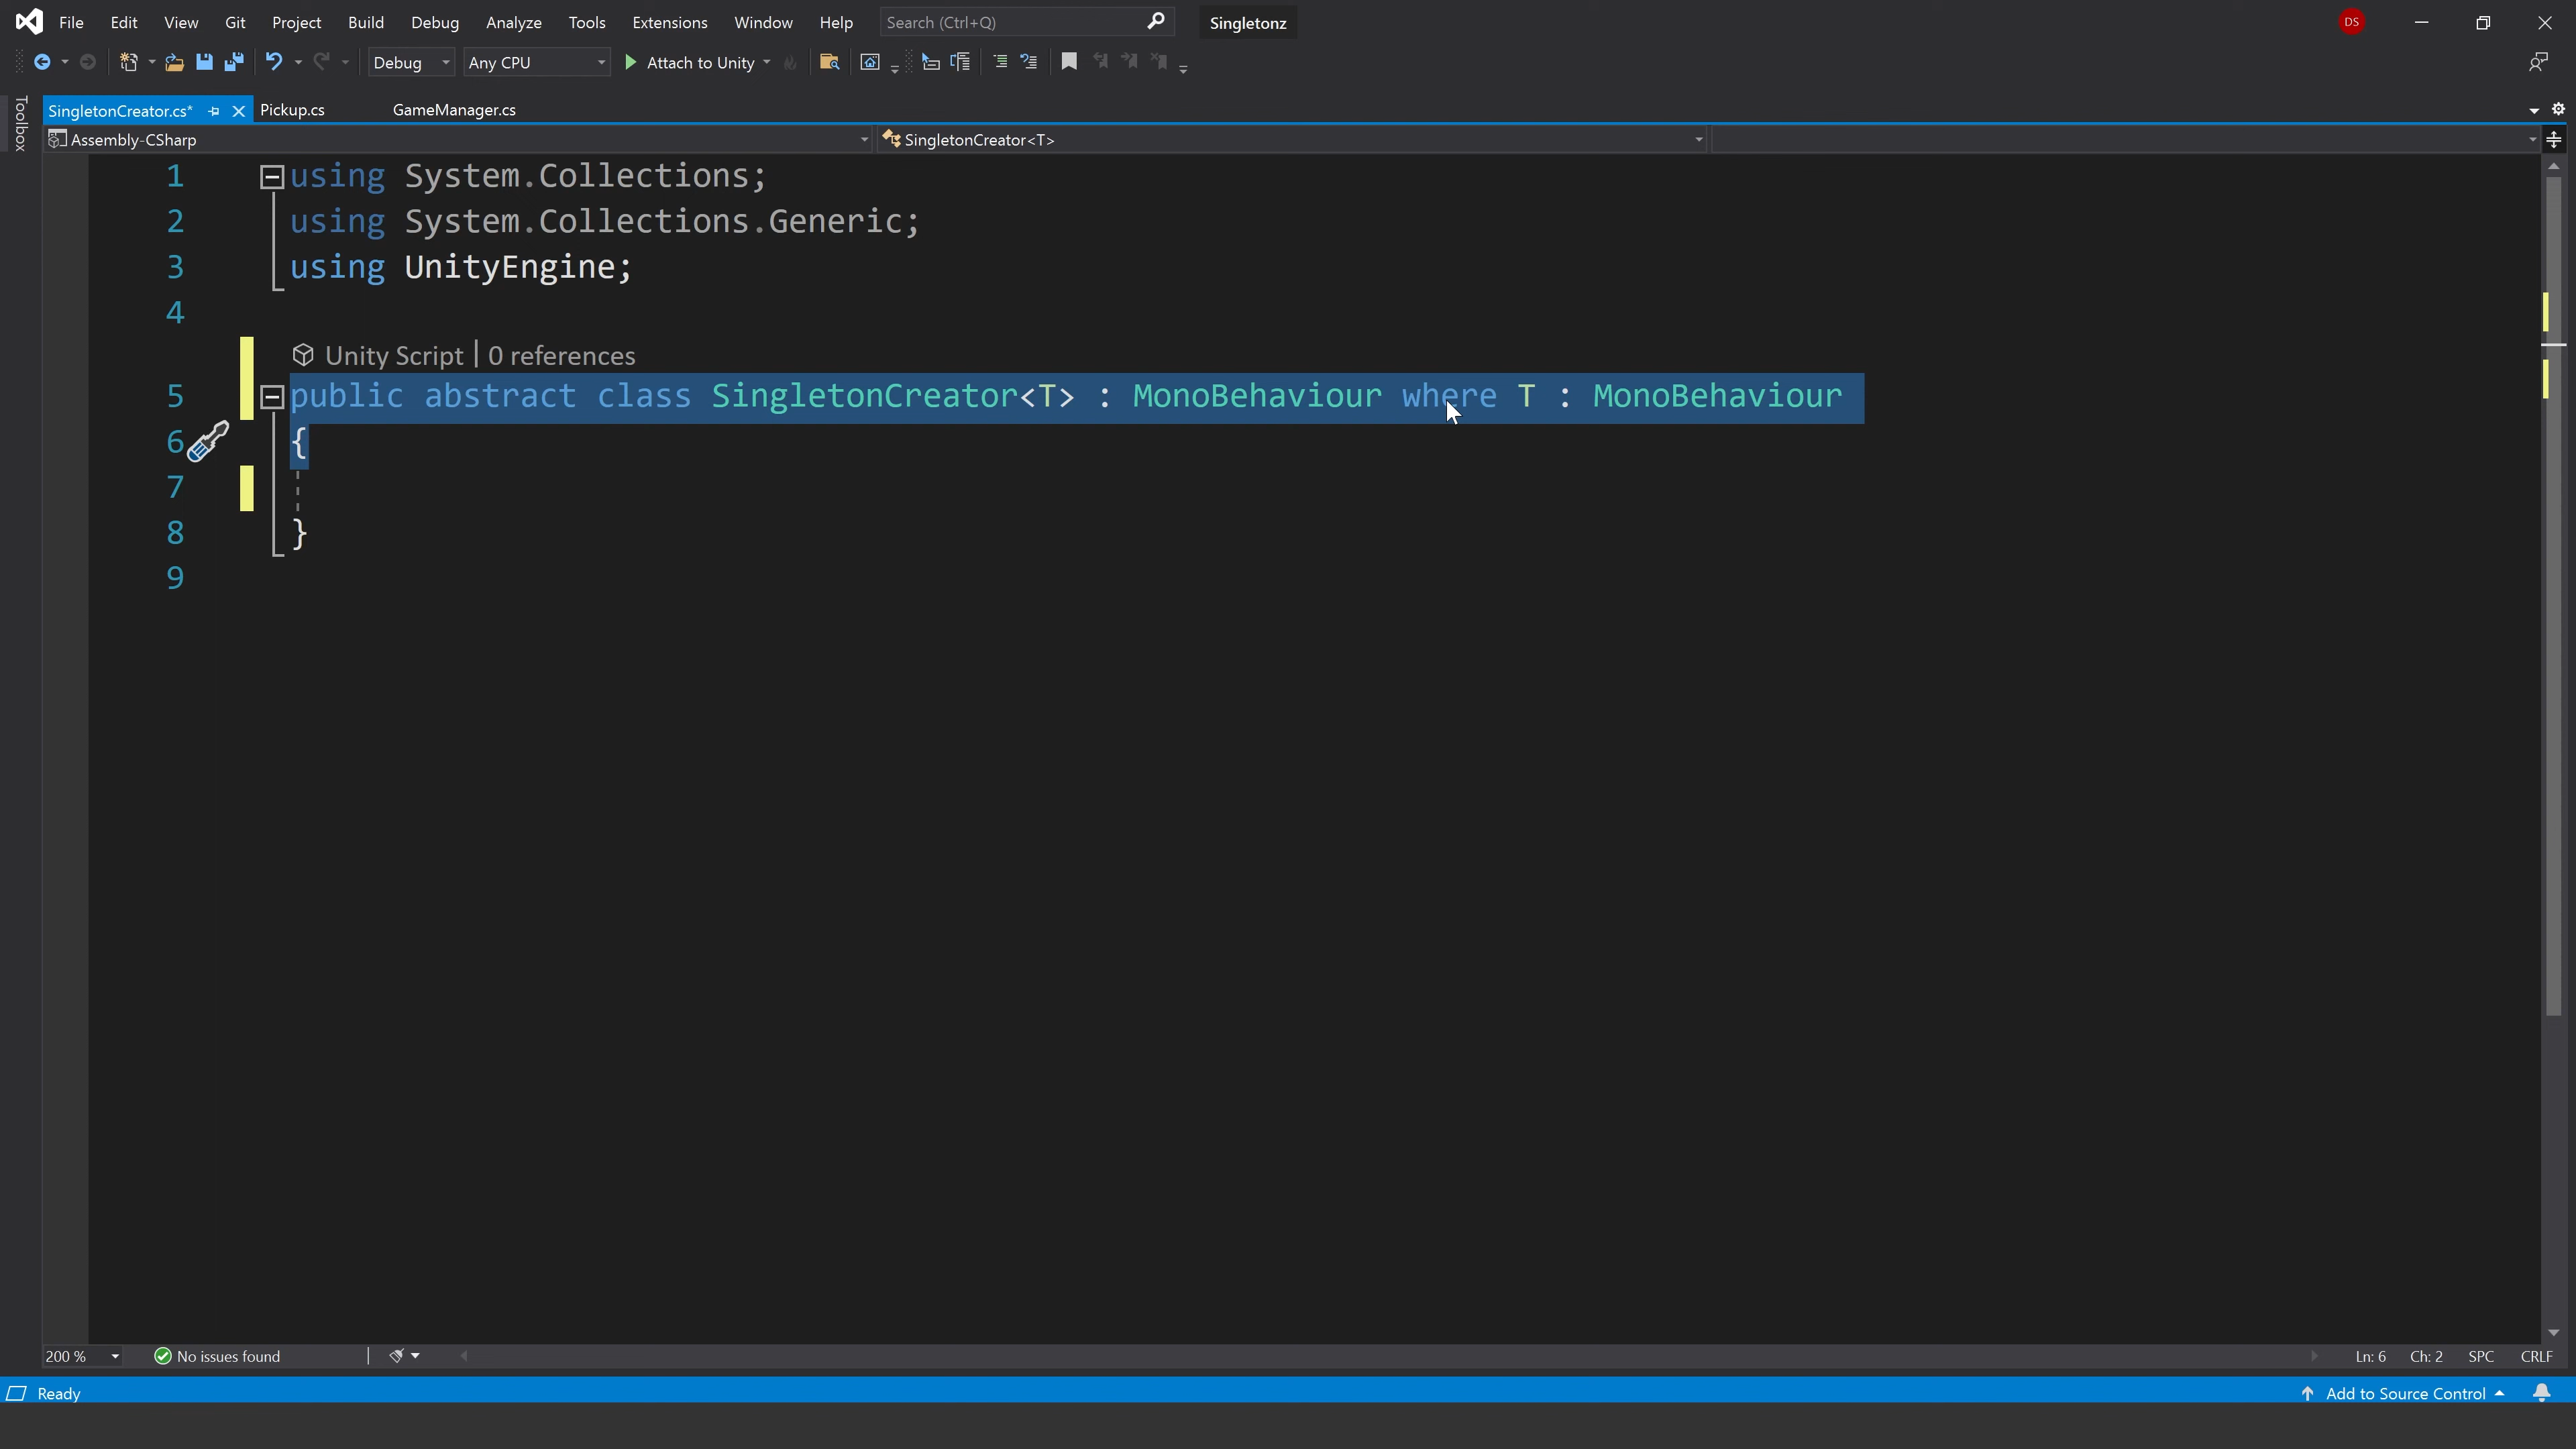 File Edit View Git Project Build Debug Analyze Tools Extensions Window Help Search (Ctrl+Q) Singletonz DS
Debug Any CPU Attach to Unity
Toolbox
SingletonCreator.cs* Pickup.cs GameManager.cs
Assembly-CSharp SingletonCreator<T>
1 using System.Collections;
2 using System.Collections.Generic;
3 using UnityEngine;
4
Unity Script | 0 references
5 public abstract class SingletonCreator<T> : MonoBehaviour where T : MonoBehaviour
6 {
7
8 }
9
200 % No issues found Ln: 6 Ch: 2 SPC CRLF
Ready Add to Source Control